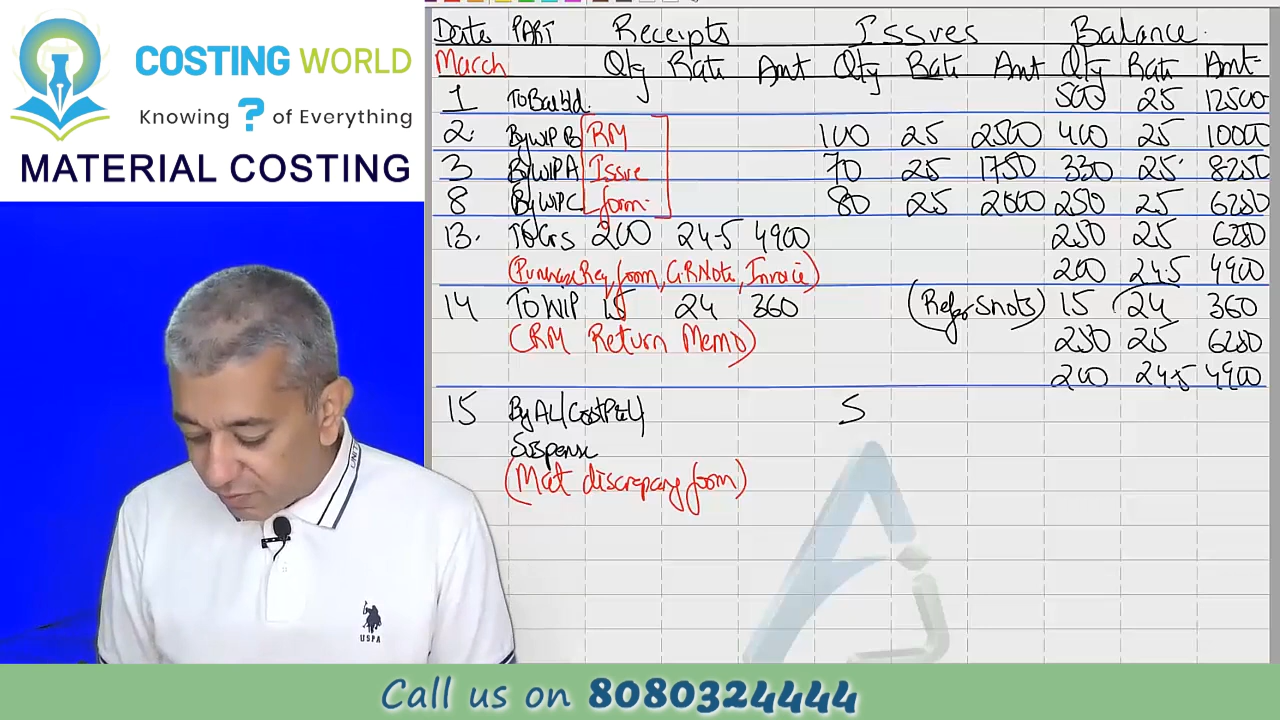 COSTING WORLD
Knowing ? of Everything
MATERIAL COSTING
Date PART Receipts Issues Balance
March Qty Rate Amt Qty Rate Amt Qty Rate Amt
1 To Bal b/d. 500 25 12500
2. By WIP B RM 100 25 2500 400 25 10000
3 By WIP A Issue 70 25 1750 330 25 8250
8 By WIP C form 80 25 2000 250 25 6250
13. To Crs 200 24.5 4900 250 25 6250
(Purchase Req form, GR Note, Invoice) 200 24.5 4900
14 To WIP 15 24 360 (Refer snots) 15 24 360
(RM Return Memo) 250 25 6250
200 24.5 4900
15 By AL/Cost P&L/ 5
Suspense
(Mat discrepancy form)
USPA
Call us on 8080324444